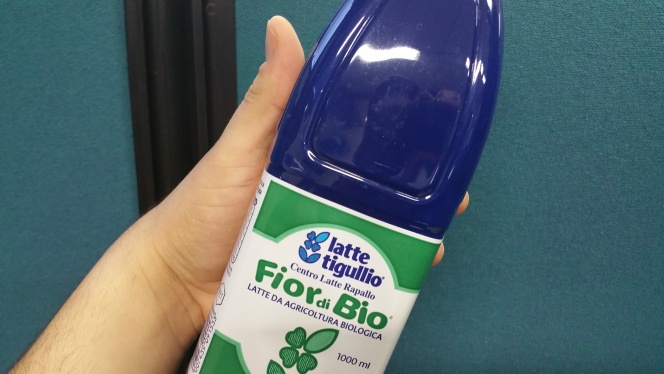 latte
tigullio®
Centro Latte Rapallo
Fior di Bio®
LATTE DA AGRICOLTURA BIOLOGICA
1000 ml